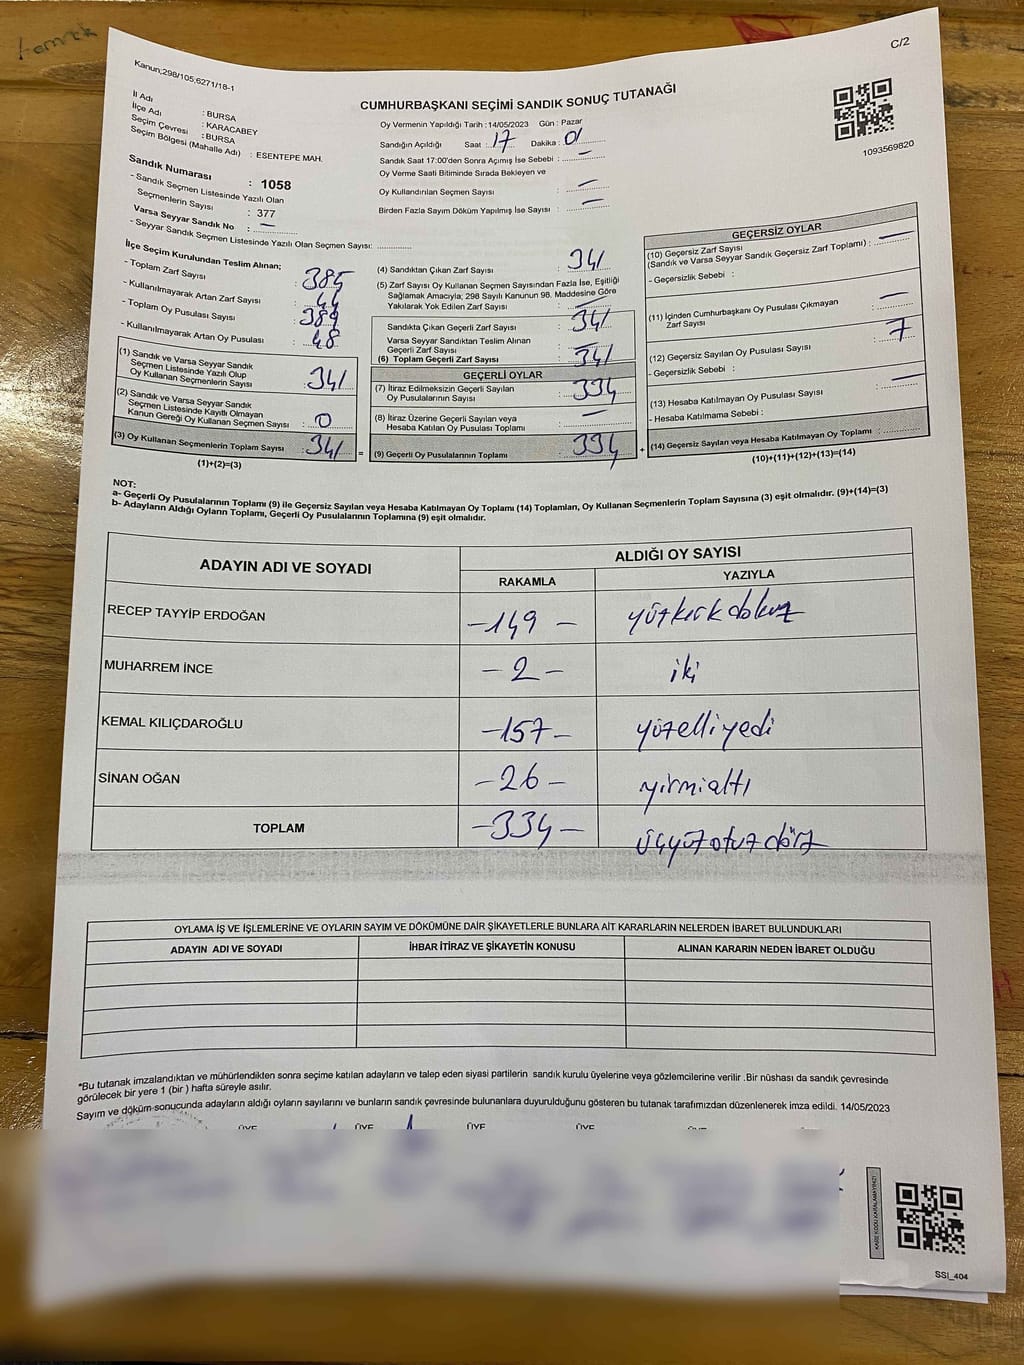 C/2
Kanun;298/105,6271/18-1
CUMHURBAŞKANI SEÇİMİ SANDIK SONUÇ TUTANAĞI
İl Adı : BURSA
İlçe Adı : KARACABEY
Seçim Çevresi : BURSA
Seçim Bölgesi (Mahalle Adı) : ESENTEPE MAH.
Sandık Numarası : 1058
- Sandık Seçmen Listesinde Yazılı Olan
Seçmenlerin Sayısı : 377
Varsa Seyyar Sandık No : —
- Seyyar Sandık Seçmen Listesinde Yazılı Olan Seçmen Sayısı: ............
Oy Vermenin Yapıldığı Tarih :14/05/2023 Gün : Pazar
Sandığın Açıldığı Saat : 17 Dakika : 01
Sandık Saat 17:00'den Sonra Açımış İse Sebebi : —
Oy Verme Saati Bitiminde Sırada Bekleyen ve
Oy Kullandırılan Seçmen Sayısı : —
Birden Fazla Sayım Döküm Yapılmış İse Sayısı : —
1093569820
İlçe Seçim Kurulundan Teslim Alınan;
- Toplam Zarf Sayısı : 385
- Kullanılmayarak Artan Zarf Sayısı : 44
- Toplam Oy Pusulası Sayısı : 389
- Kullanılmayarak Artan Oy Pusulası : 48
(1) Sandık ve Varsa Seyyar Sandık
Seçmen Listesinde Yazılı Olup
Oy Kullanan Seçmenlerin Sayısı : 341
(2) Sandık ve Varsa Seyyar Sandık
Seçmen Listesinde Kayıtlı Olmayan
Kanun Gereği Oy Kullanan Seçmen Sayısı : 0
(3) Oy Kullanan Seçmenlerin Toplam Sayısı : 341
(1)+(2)=(3)
(4) Sandıktan Çıkan Zarf Sayısı : 341
(5) Zarf Sayısı Oy Kullanan Seçmen Sayısından Fazla İse, Eşitliği
Sağlamak Amacıyla; 298 Sayılı Kanunun 98. Maddesine Göre
Yakılarak Yok Edilen Zarf Sayısı : —
Sandıkta Çıkan Geçerli Zarf Sayısı : 341
Varsa Seyyar Sandıktan Teslim Alınan
Geçerli Zarf Sayısı : —
(6) Toplam Geçerli Zarf Sayısı : 341
GEÇERLİ OYLAR
(7) İtiraz Edilmeksizin Geçerli Sayılan
Oy Pusulalarının Sayısı : 334
(8) İtiraz Üzerine Geçerli Sayılan veya
Hesaba Katılan Oy Pusulası Toplamı : —
= (9) Geçerli Oy Pusulalarının Toplamı : 334
GEÇERSİZ OYLAR
(10) Geçersiz Zarf Sayısı
(Sandık ve Varsa Seyyar Sandık Geçersiz Zarf Toplamı) : —
- Geçersizlik Sebebi :
(11) İçinden Cumhurbaşkanı Oy Pusulası Çıkmayan
Zarf Sayısı : —
(12) Geçersiz Sayılan Oy Pusulası Sayısı : 7
- Geçersizlik Sebebi :
(13) Hesaba Katılmayan Oy Pusulası Sayısı : —
- Hesaba Katılmama Sebebi :
+ (14) Geçersiz Sayılan veya Hesaba Katılmayan Oy Toplamı : ............
(10)+(11)+(12)+(13)=(14)
NOT:
a- Geçerli Oy Pusulalarının Toplamı (9) ile Geçersiz Sayılan veya Hesaba Katılmayan Oy Toplamı (14) Toplamları, Oy Kullanan Seçmenlerin Toplam Sayısına (3) eşit olmalıdır. (9)+(14)=(3)
b- Adayların Aldığı Oyların Toplamı, Geçerli Oy Pusulalarının Toplamına (9) eşit olmalıdır.
ADAYIN ADI VE SOYADI ALDIĞI OY SAYISI
RAKAMLA YAZIYLA
RECEP TAYYİP ERDOĞAN -149- yüzkırkdokuz
MUHARREM İNCE -2- iki
KEMAL KILIÇDAROĞLU -157- yüzelliyedi
SİNAN OĞAN -26- yirmialtı
TOPLAM -334- üçyüzotuzdört
OYLAMA İŞ VE İŞLEMLERİNE VE OYLARIN SAYIM VE DÖKÜMÜNE DAİR ŞİKAYETLERLE BUNLARA AİT KARARLARIN NELERDEN İBARET BULUNDUKLARI
ADAYIN ADI VE SOYADI İHBAR İTİRAZ VE ŞİKAYETİN KONUSU ALINAN KARARIN NEDEN İBARET OLDUĞU
*Bu tutanak imzalandıktan ve mühürlendikten sonra seçime katılan adayların ve talep eden siyasi partilerin sandık kurulu üyelerine veya gözlemcilerine verilir .Bir nüshası da sandık çevresinde
görülecek bir yere 1 (bir ) hafta süreyle asılır.
Sayım ve döküm sonucunda adayların aldığı oyların sayılarını ve bunların sandık çevresinde bulunanlara duyurulduğunu gösteren bu tutanak tarafımızdan düzenlenerek imza edildi. 14/05/2023
ÜYE ÜYE ÜYE ÜYE
KARE KODU KARALAMAYINIZ!
SSI_404